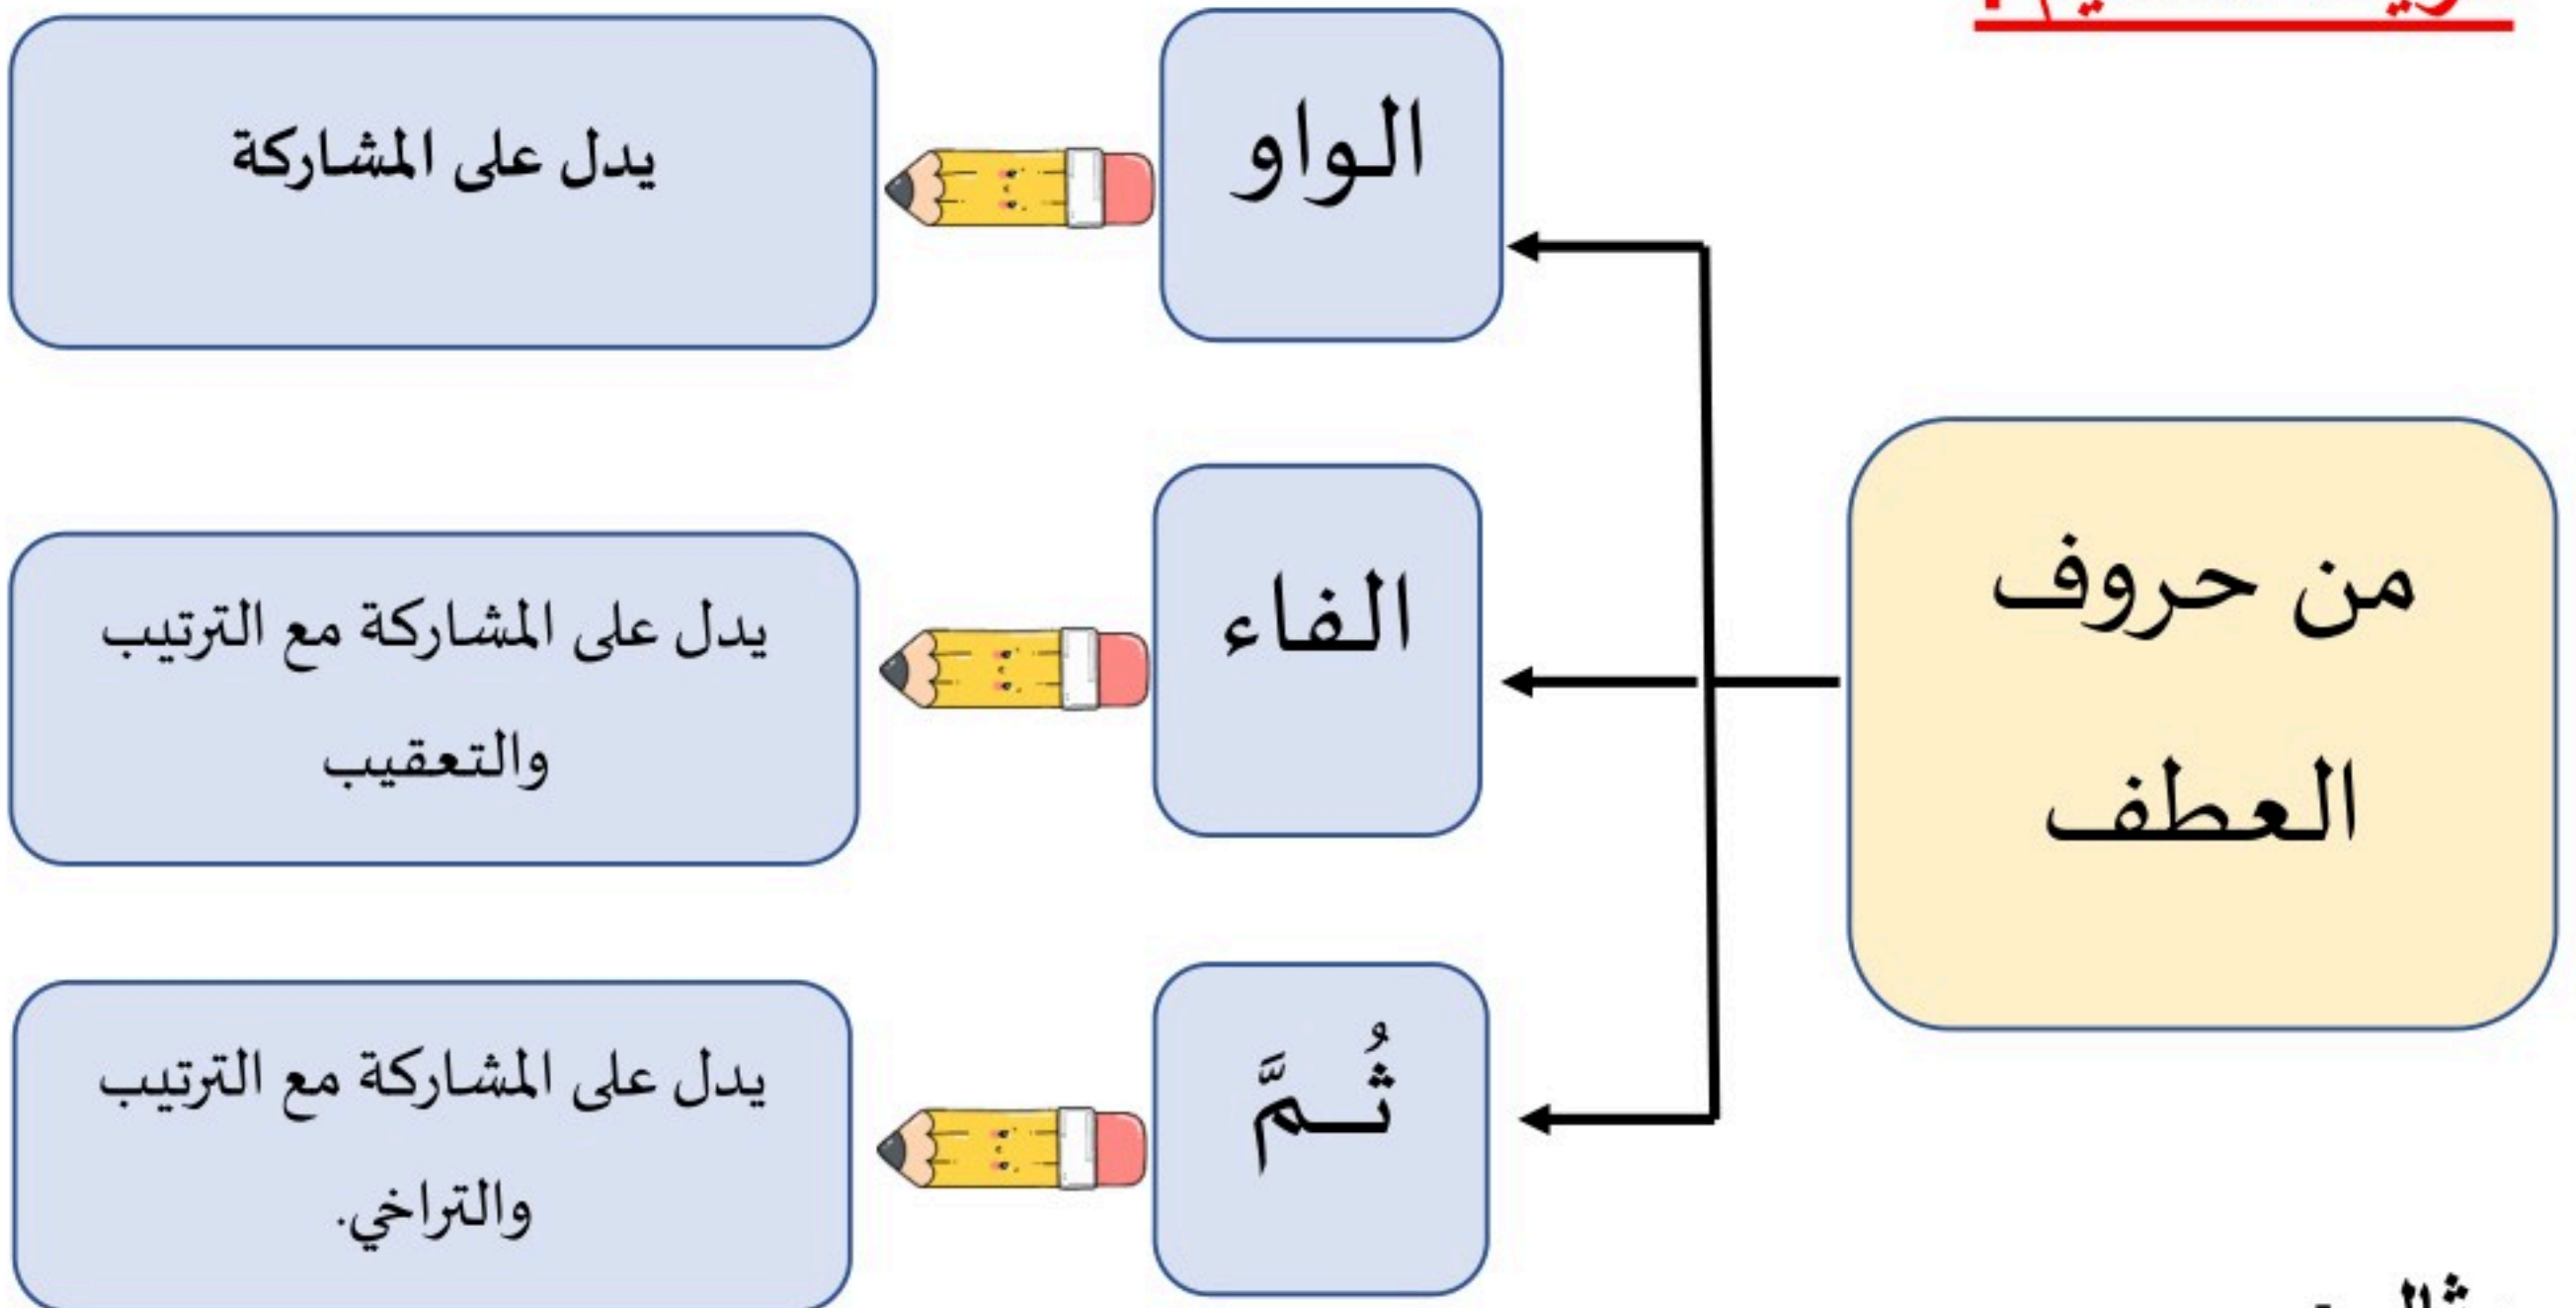 من حروف
العطف
الواو
يدل على المشاركة
الفاء
يدل على المشاركة مع الترتيب
والتعقيب
ثُمَّ
يدل على المشاركة مع الترتيب
والتراخي.